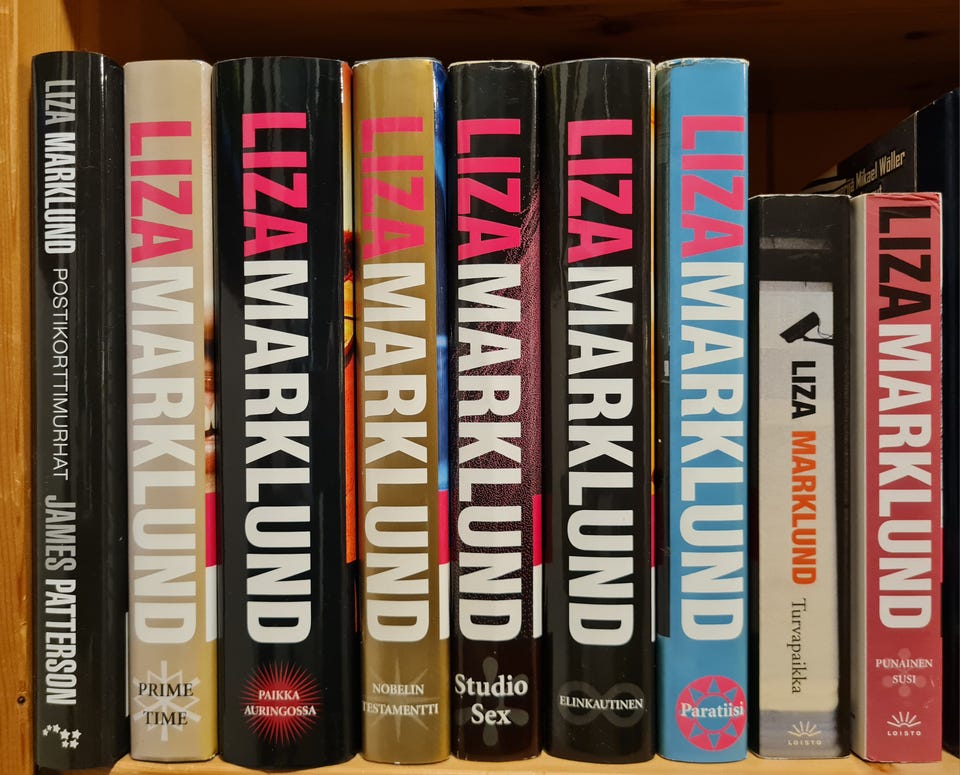 LIZA MARKLUND POSTIKORTTIMURHAT JAMES PATTERSON
LIZA MARKLUND
PRIME
TIME
LIZA MARKLUND
PAIKKA
AURINGOSSA
LIZA MARKLUND
NOBELIN
TESTAMENTTI
LIZA MARKLUND
Studio
Sex
LIZA MARKLUND
ELINKAUTINEN
LIZA MARKLUND
Paratiisi
LIZA MARKLUND Turvapaikka
LOISTO
LIZA MARKLUND
PUNAINEN
SUSI
LOISTO
Mikael Wöller